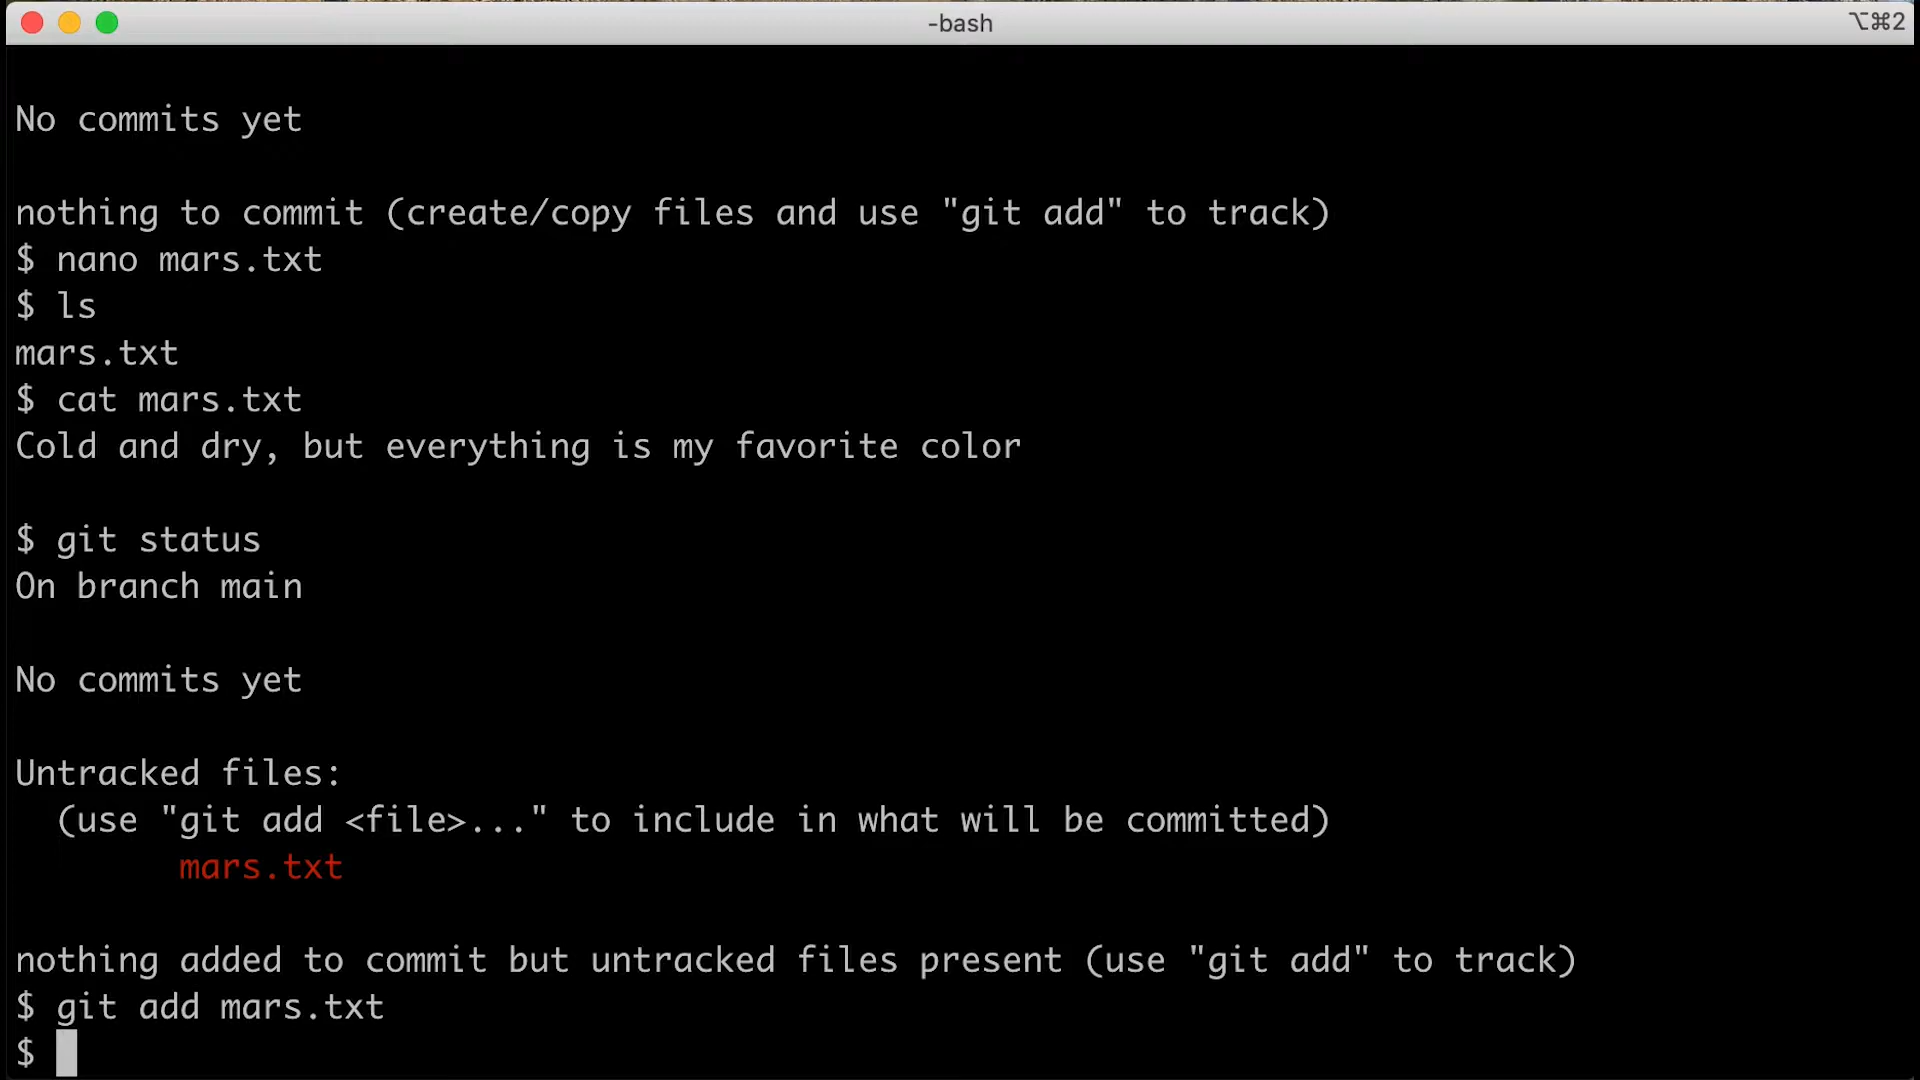 -bash
⌥⌘2
No commits yet
nothing to commit (create/copy files and use "git add" to track)
$ nano mars.txt
$ ls
mars.txt
$ cat mars.txt
Cold and dry, but everything is my favorite color
$ git status
On branch main
No commits yet
Untracked files:
  (use "git add <file>..." to include in what will be committed)
        mars.txt
nothing added to commit but untracked files present (use "git add" to track)
$ git add mars.txt
$